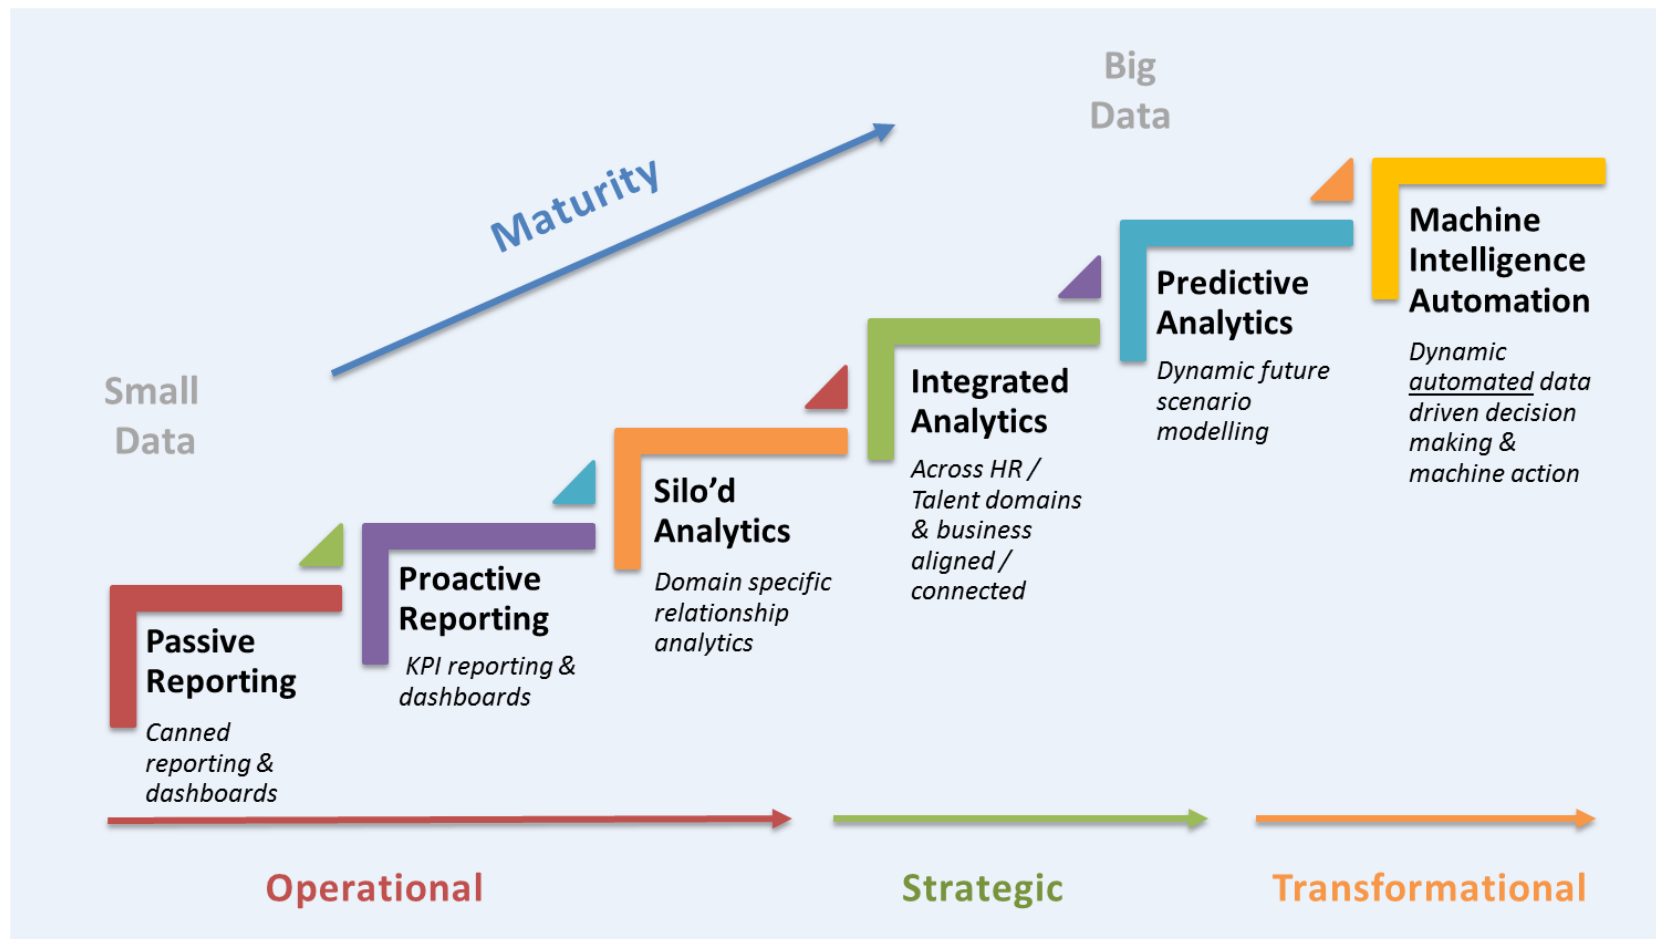 Big
Data
Maturity
Small
Data
Machine
Intelligence
Automation
Dynamic
automated data
driven decision
making &
machine action
Predictive
Analytics
Dynamic future
scenario
modelling
Integrated
Analytics
Across HR /
Talent domains
& business
aligned /
connected
Silo’d
Analytics
Domain specific
relationship
analytics
Proactive
Reporting
KPI reporting &
dashboards
Passive
Reporting
Canned
reporting &
dashboards
Operational
Strategic
Transformational